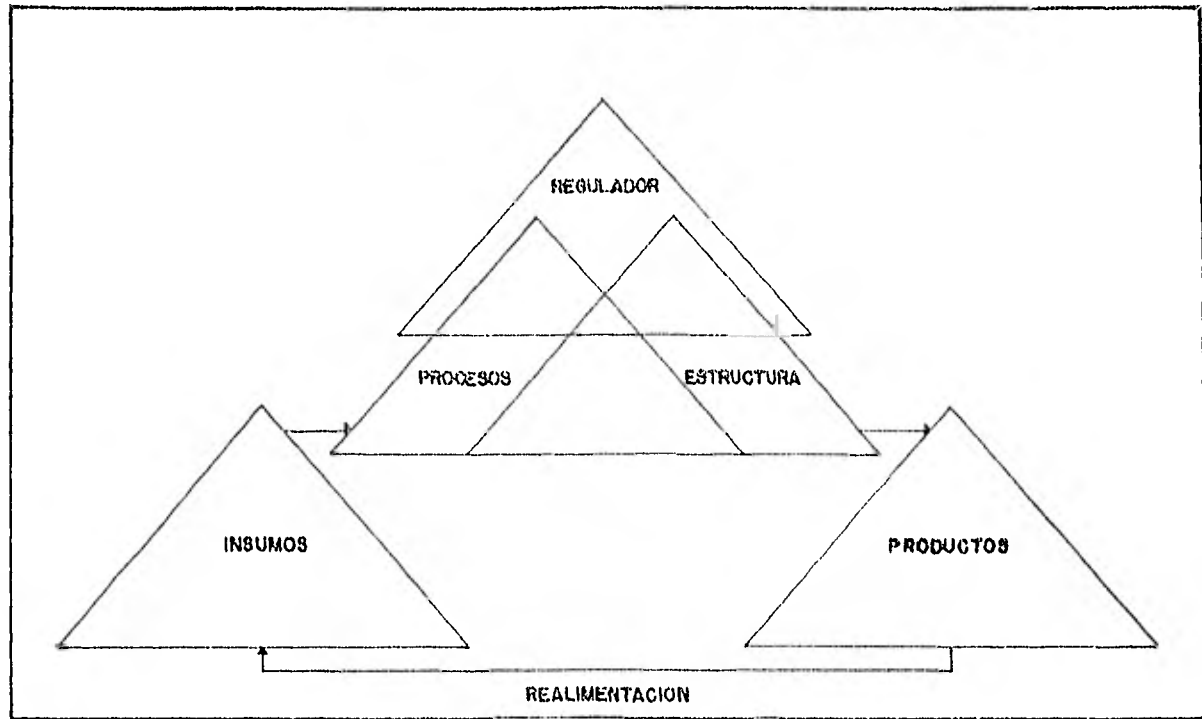 REGULADOR
PROCESOS
ESTRUCTURA
INSUMOS
PRODUCTOS
REALIMENTACION